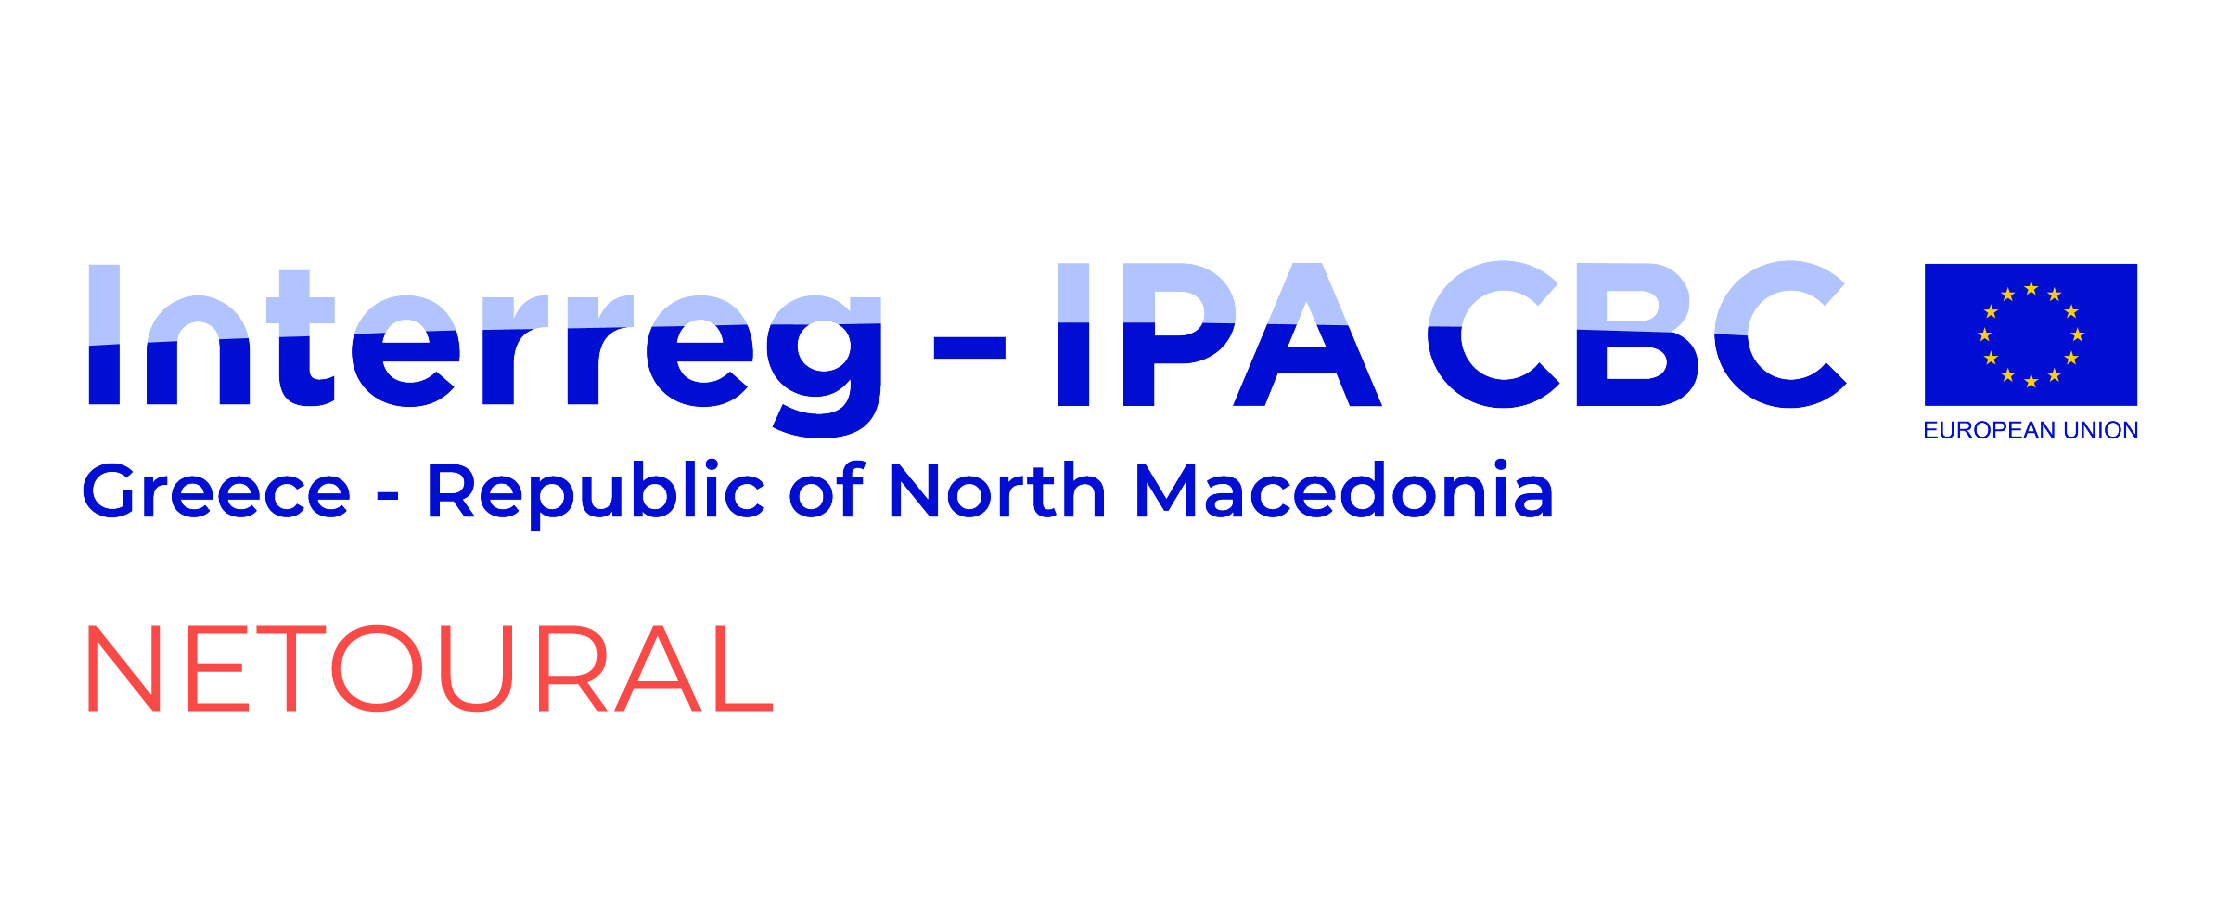 Interreg - IPA CBC
EUROPEAN UNION
Greece - Republic of North Macedonia
NETOURAL